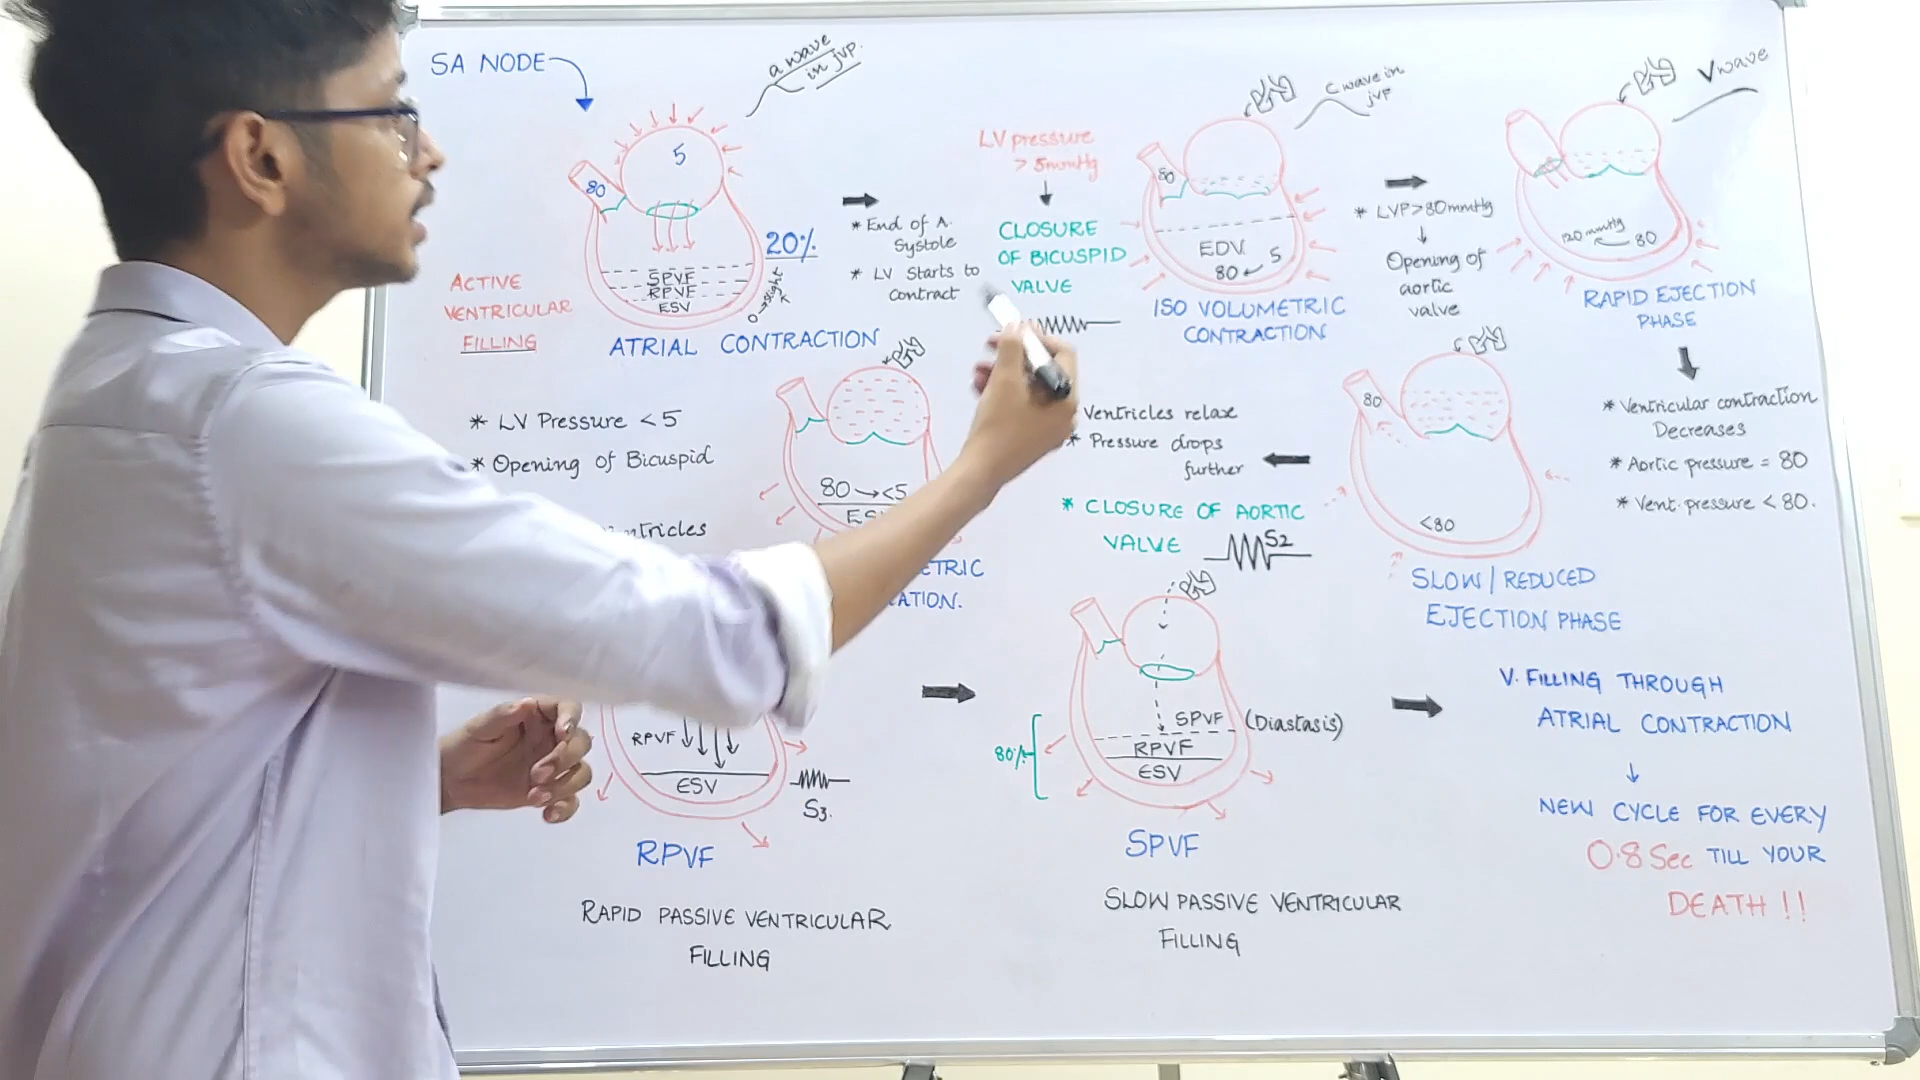 SA NODE
a wave
in jvp.
5
80
20%
SPVF
RPVF
ESV
0→slight
ACTIVE
VENTRICULAR
FILLING
ATRIAL CONTRACTION
* End of A.
Systole
* LV Starts to
Contract
LV pressure
> 5mmHg
CLOSURE
OF BICUSPID
VALVE
C wave in
jvp
80
EDV
80 ← 5
ISO VOLUMETRIC
CONTRACTION
* LVP>80mmHg
Opening of
aortic
valve
V wave
120 mmHg ← 80
RAPID EJECTION
PHASE
* Ventricular contraction
Decreases
* Aortic pressure = 80
* Vent. pressure < 80.
80
<80
SLOW/REDUCED
EJECTION PHASE
Ventricles relax
* Pressure drops
further
* CLOSURE OF AORTIC
VALVE
S2
80→<5
* LV Pressure < 5
* Opening of Bicuspid
RPVF
ESV
S3.
RPVF
RAPID PASSIVE VENTRICULAR
FILLING
80%
SPVF (Diastasis)
RPVF
ESV
SPVF
SLOW PASSIVE VENTRICULAR
FILLING
V. FILLING THROUGH
ATRIAL CONTRACTION
↓
NEW CYCLE FOR EVERY
0.8 Sec TILL YOUR
DEATH !!